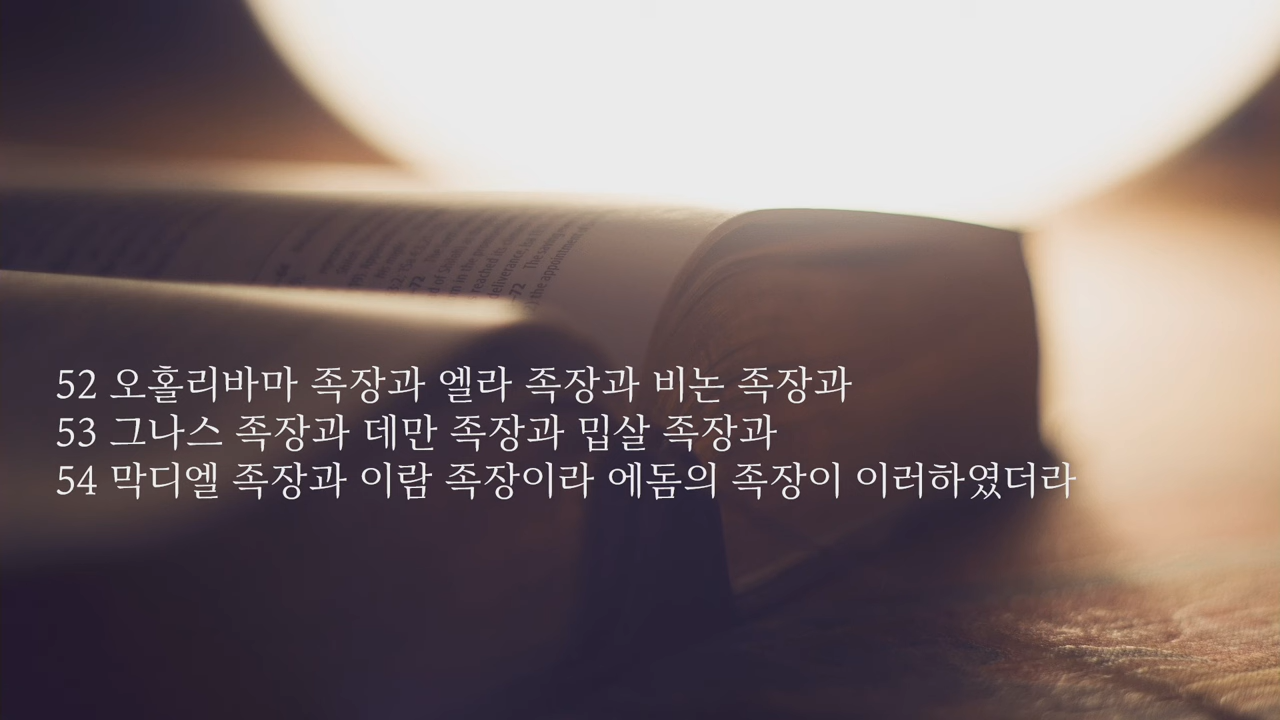 52 오홀리바마 족장과 엘라 족장과 비논 족장과
53 그나스 족장과 데만 족장과 밉살 족장과
54 막디엘 족장과 이람 족장이라 에돔의 족장이 이러하였더라